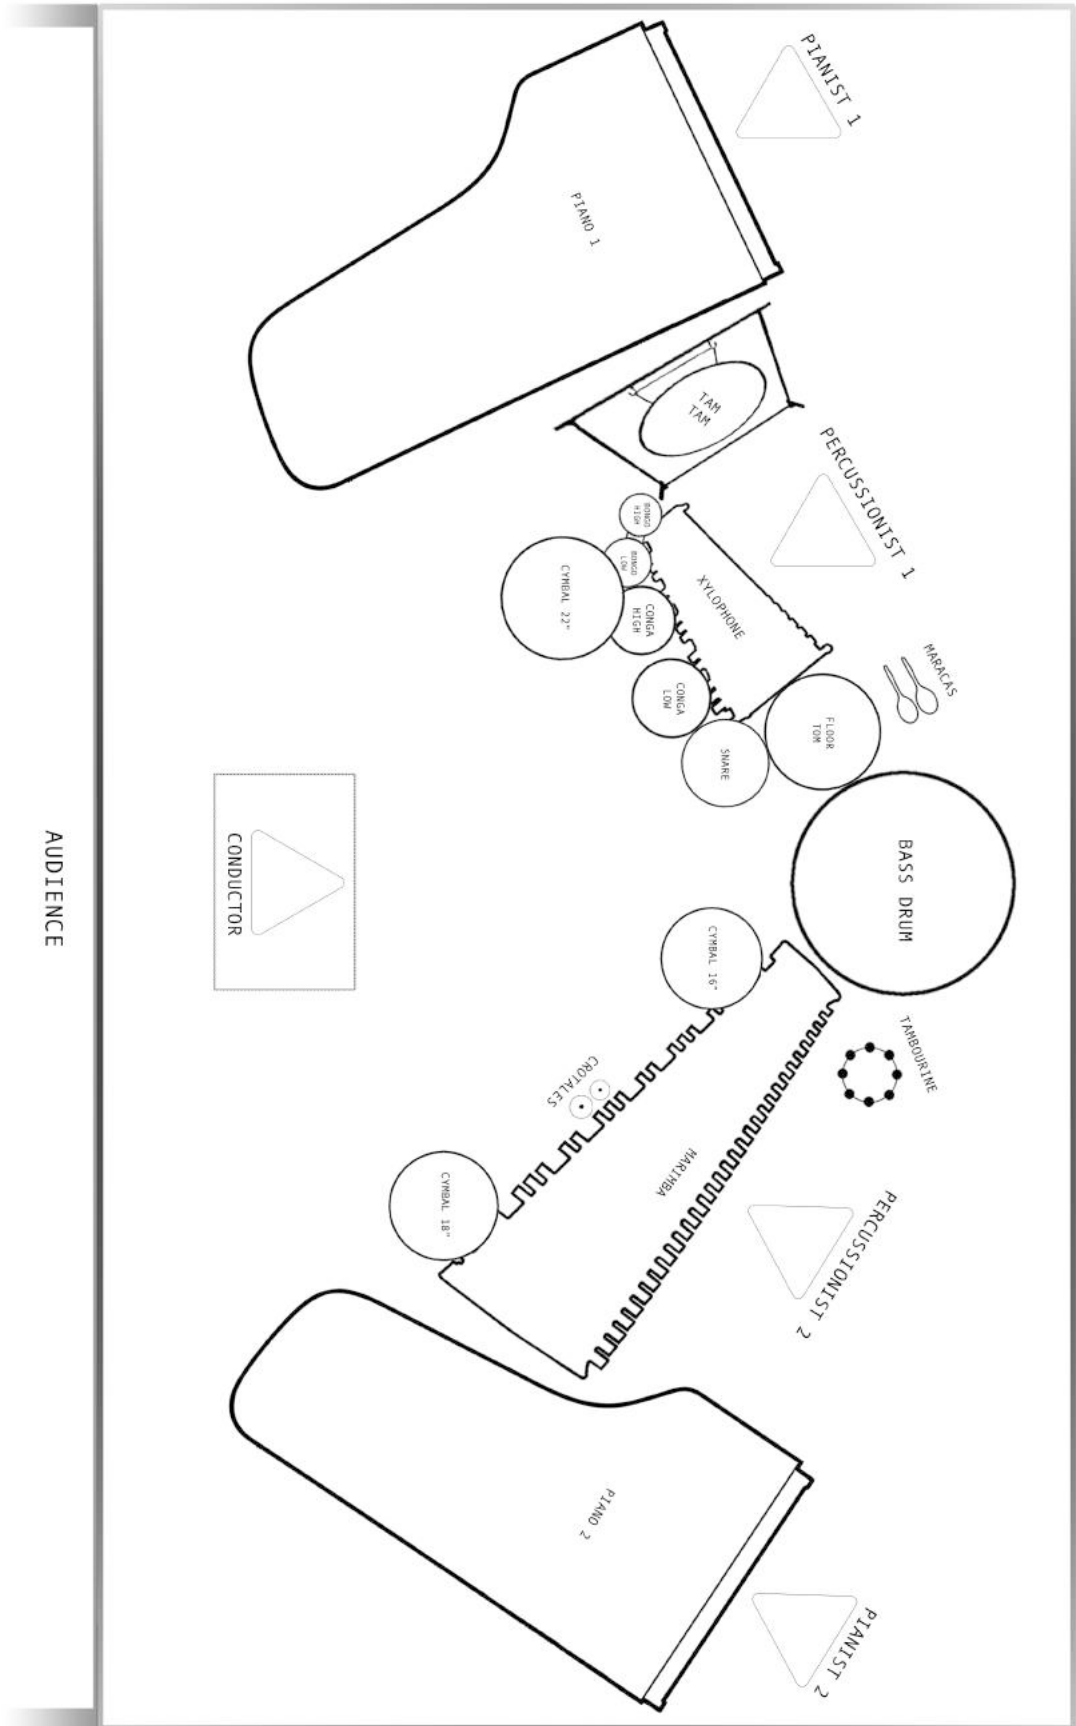 PIANIST 1
PIANO 1
TAM
TAM
PERCUSSIONIST 1
BONGO
HIGH
BONGO
LOW
CYMBAL 22"
CONGA
HIGH
XYLOPHONE
MARACAS
CONGA
LOW
FLOOR
TOM
SNARE
BASS DRUM
CONDUCTOR
AUDIENCE
CYMBAL 16"
TAMBOURINE
CROTALES
MARIMBA
CYMBAL 18"
PERCUSSIONIST 2
PIANO 2
PIANIST 2